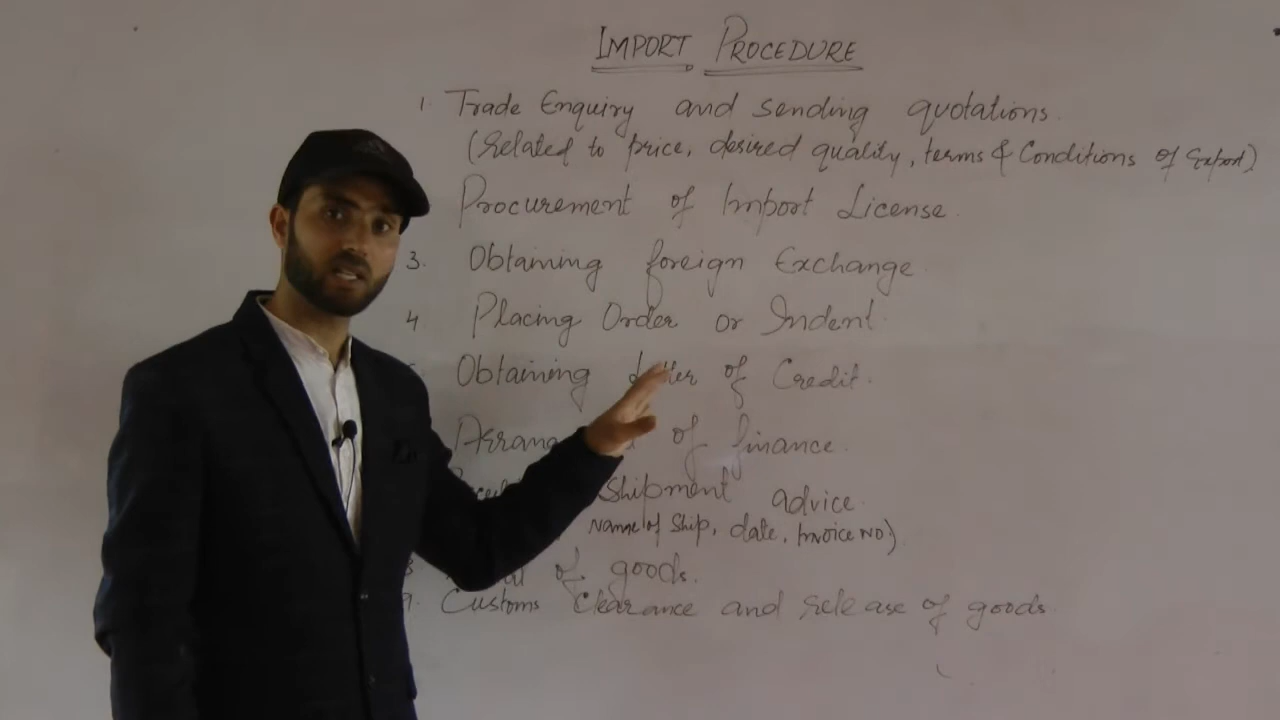 IMPORT PROCEDURE
1. Trade Enquiry and sending quotations.
(related to price, desired quality, terms & Conditions of Export)
Procurement of Import License.
3. Obtaining foreign Exchange.
4. Placing Order or Indent.
Obtaining Letter of Credit.
of finance.
Shipment advice.
Name of Ship, date, Invoice NO)
8 of goods.
9. Customs Clearance and release of goods.